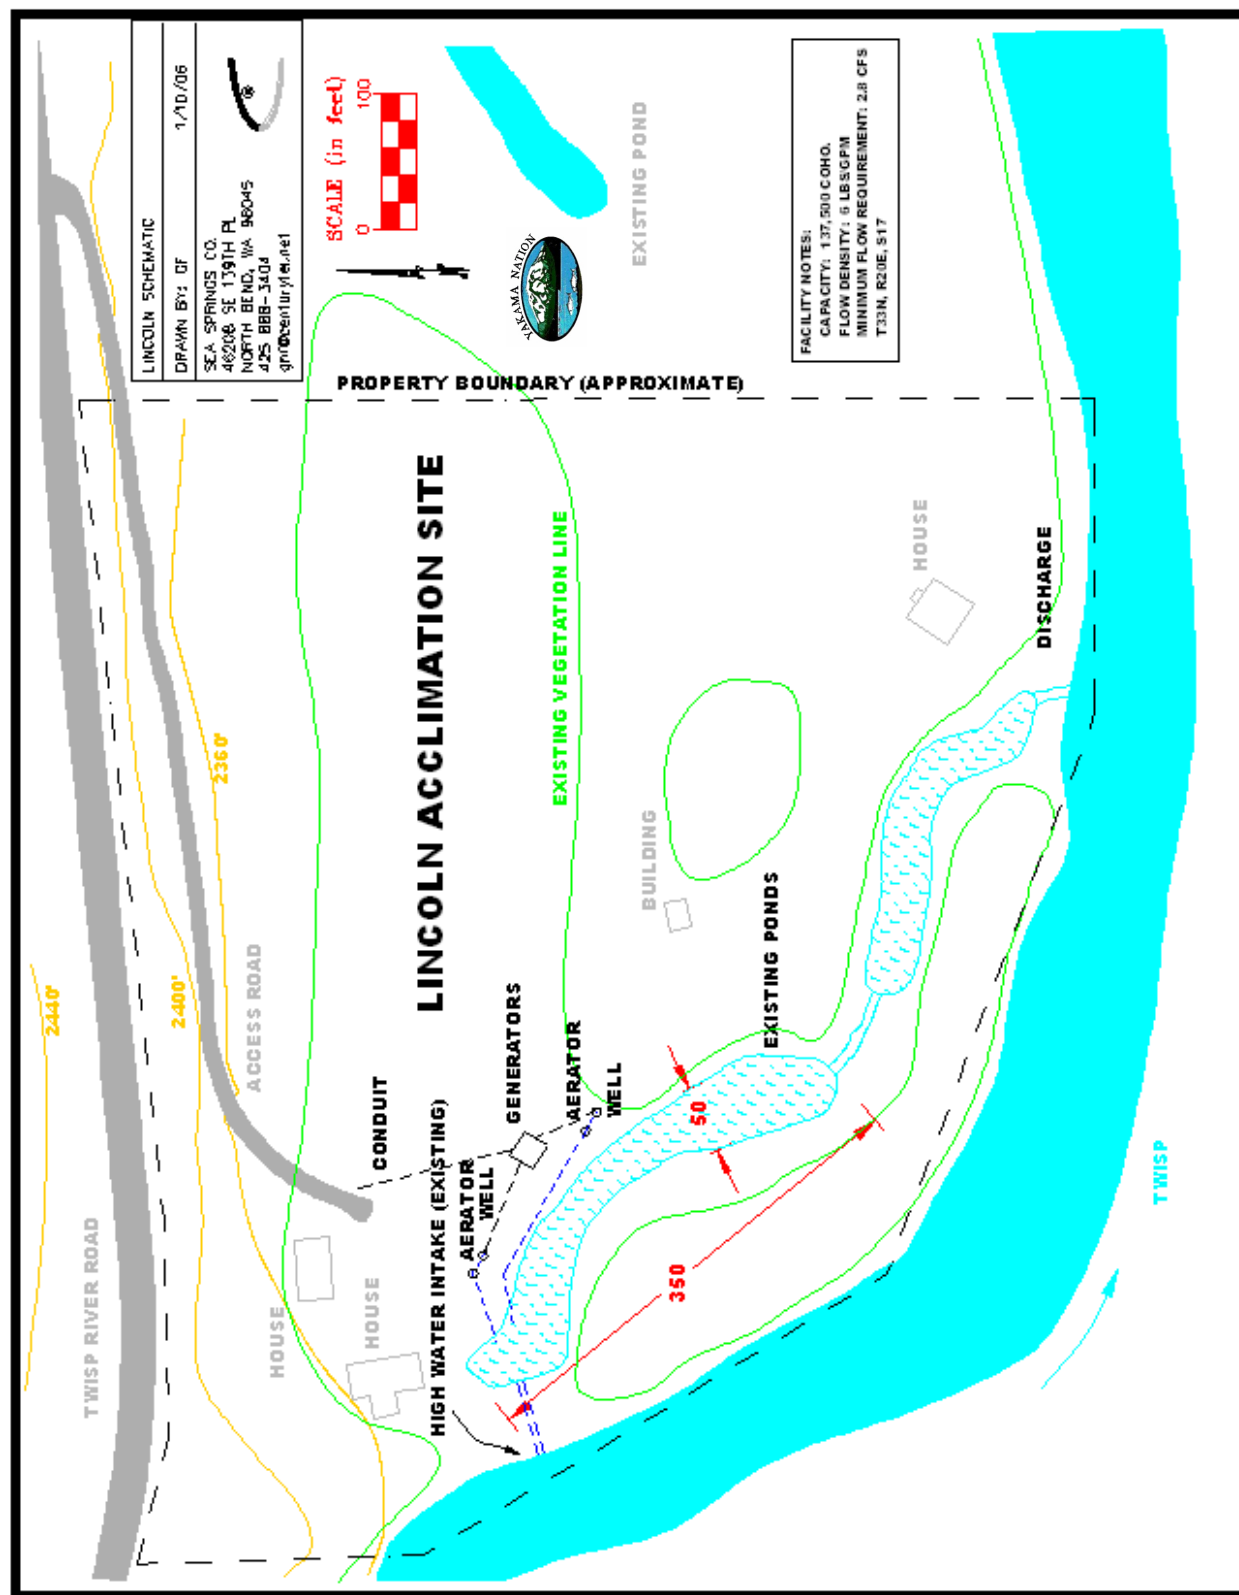 LINCOLN SCHEMATIC
DRAWN BY: GF 1/10/06
SEA SPRINGS CO.
46208 SE 139TH PL
NORTH BEND, WA 98045
425 888-3404
SCALE (in feet)
0 100
YAKAMA NATION
EXISTING POND
FACILITY NOTES:
CAPACITY: 137,500 COHO.
FLOW DENSITY: 6 LBS/GPM
MINIMUM FLOW REQUIREMENT: 2.8 CFS
T33N, R20E, S17
PROPERTY BOUNDARY (APPROXIMATE)
LINCOLN ACCLIMATION SITE
EXISTING VEGETATION LINE
HOUSE
DISCHARGE
2360'
BUILDING
EXISTING PONDS
2440'
2400'
ACCESS ROAD
CONDUIT
GENERATORS
AERATOR
WELL
HIGH WATER INTAKE (EXISTING)
AERATOR
WELL
50
350
TWISP RIVER ROAD
HOUSE
HOUSE
TWISP